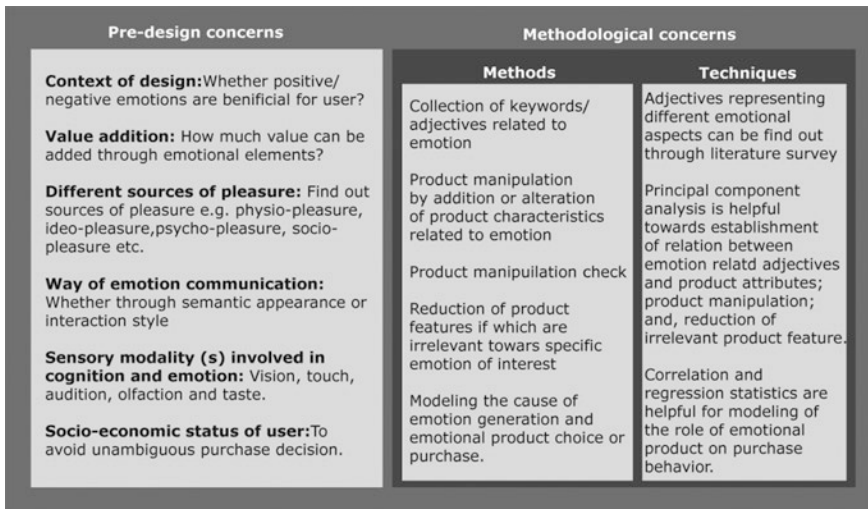 Pre-design concerns
Context of design:Whether positive/
negative emotions are benificial for user?
Value addition: How much value can be
added through emotional elements?
Different sources of pleasure: Find out
sources of pleasure e.g. physio-pleasure,
ideo-pleasure,psycho-pleasure, socio-
pleasure etc.
Way of emotion communication:
Whether through semantic appearance or
interaction style
Sensory modality (s) involved in
cognition and emotion: Vision, touch,
audition, olfaction and taste.
Socio-economic status of user:To
avoid unambiguous purchase decision.
Methodological concerns
Methods
Collection of keywords/
adjectives related to
emotion
Product manipulation
by addition or alteration
of product characteristics
related to emotion
Product manipuilation check
Reduction of product
features if which are
irrelevant towars specific
emotion of interest
Modeling the cause of
emotion generation and
emotional product choice or
purchase.
Techniques
Adjectives representing
different emotional
aspects can be find out
through literature survey
Principal component
analysis is helpful
towards establishment
of relation between
emotion relatd adjectives
and product attributes;
product manipulation;
and, reduction of
irrelevant product feature.
Correlation and
regression statistics are
helpful for modeling of
the role of emotional
product on purchase
behavior.